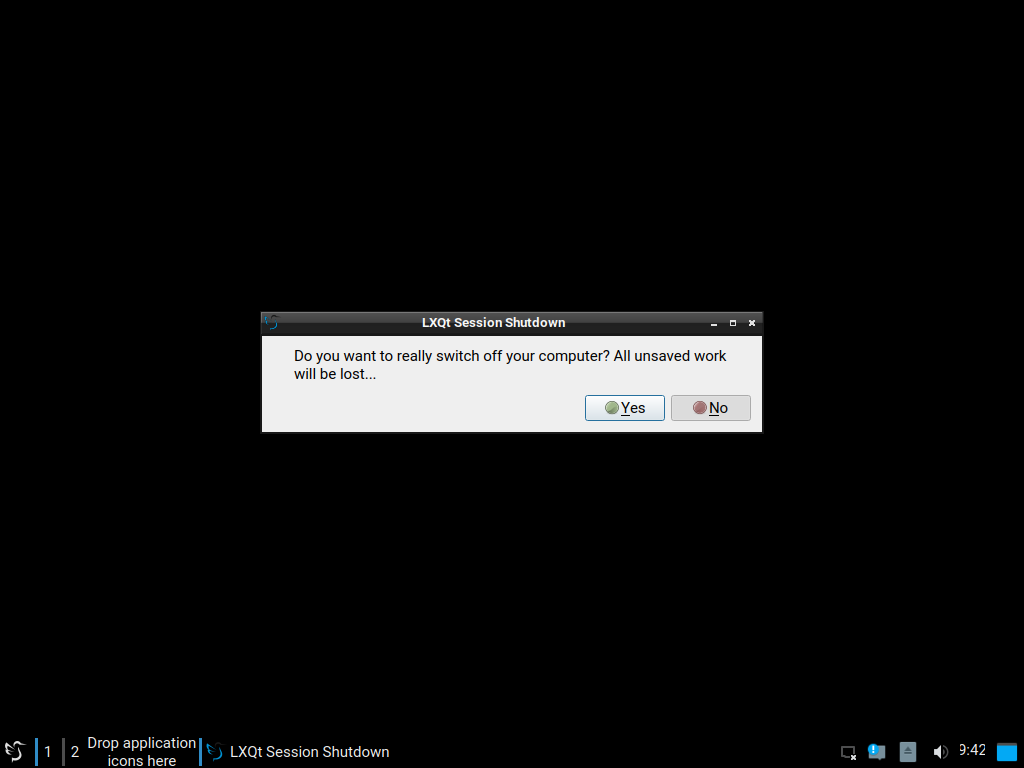 LXQt Session Shutdown
Do you want to really switch off your computer? All unsaved work
will be lost...
Yes
No
1
2
Drop application
icons here
LXQt Session Shutdown
9:42